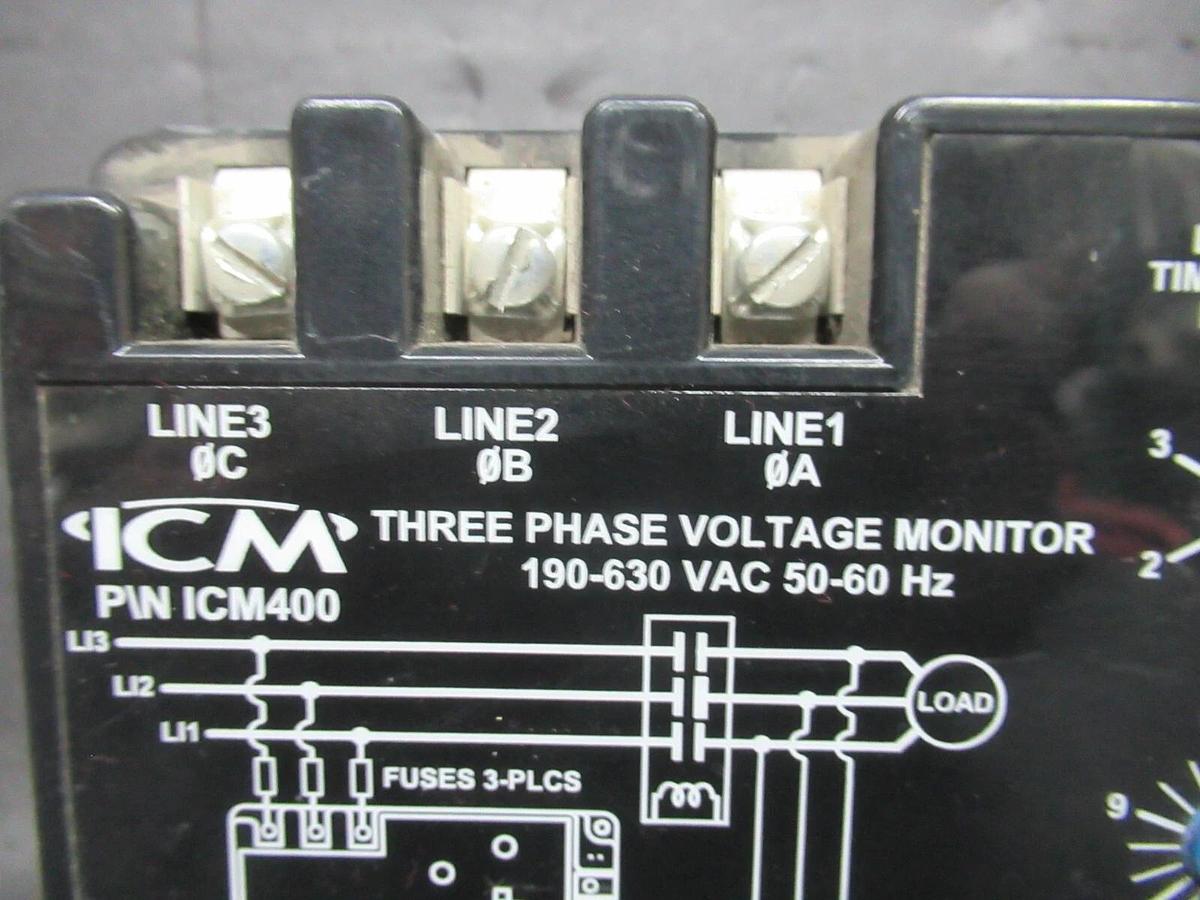 LINE3 LINE2 LINE1
ØC ØB ØA
ICM THREE PHASE VOLTAGE MONITOR
190-630 VAC 50-60 Hz
P\N ICM400
LI3
LI2
LI1
LOAD
FUSES 3-PLCS
3
2
9